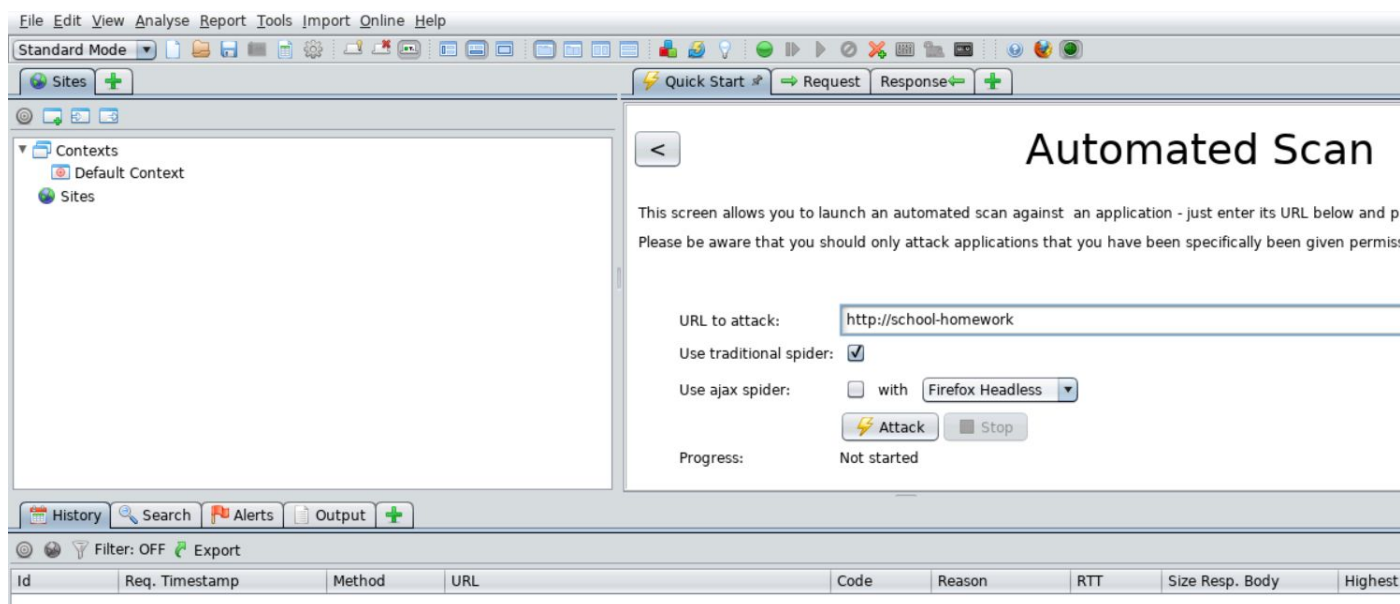 File Edit View Analyse Report Tools Import Online Help
Standard Mode
Sites
Quick Start Request Response
Contexts
Default Context
Sites
<
Automated Scan
This screen allows you to launch an automated scan against an application - just enter its URL below and p
Please be aware that you should only attack applications that you have been specifically been given permiss
URL to attack: http://school-homework
Use traditional spider:
Use ajax spider: with Firefox Headless
Attack Stop
Progress: Not started
History Search Alerts Output
Filter: OFF Export
Id Req. Timestamp Method URL Code Reason RTT Size Resp. Body Highest